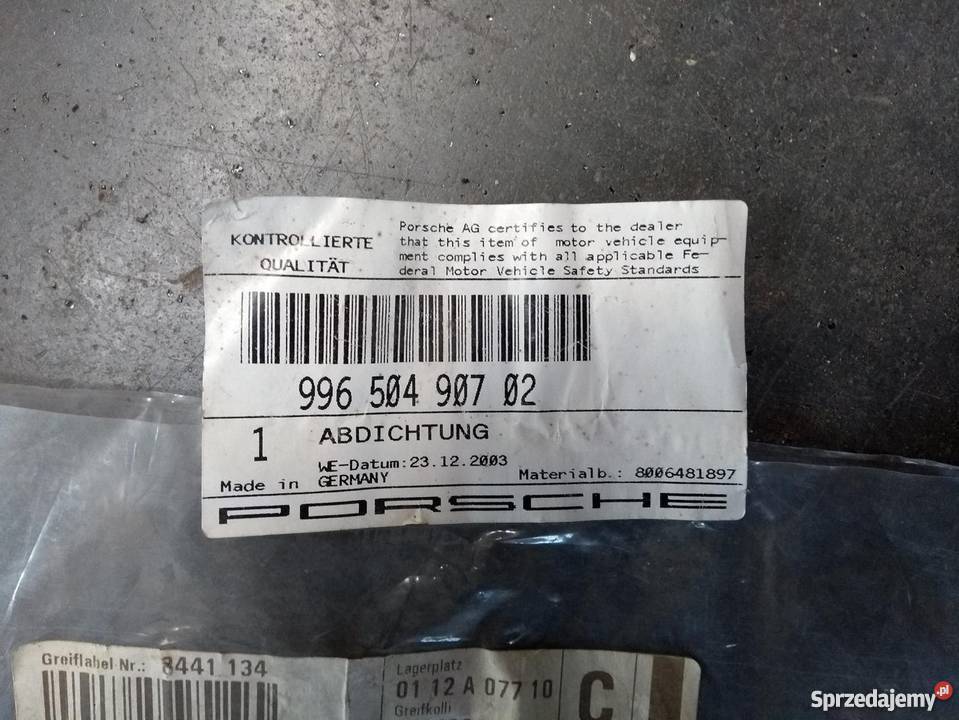 KONTROLLIERTE
QUALITÄT
Porsche AG certifies to the dealer
that this item of motor vehicle equip-
ment complies with all applicable Fe-
deral Motor Vehicle Safety Standards
996 504 907 02
1 ABDICHTUNG
WE-Datum:23.12.2003
Made in GERMANY
Materialb.: 8006481897
PORSCHE
Greiflabel Nr.: 8441 134
Lagerplatz
01 12 A 077 10
Greifkolli
C
Sprzedajemy.pl